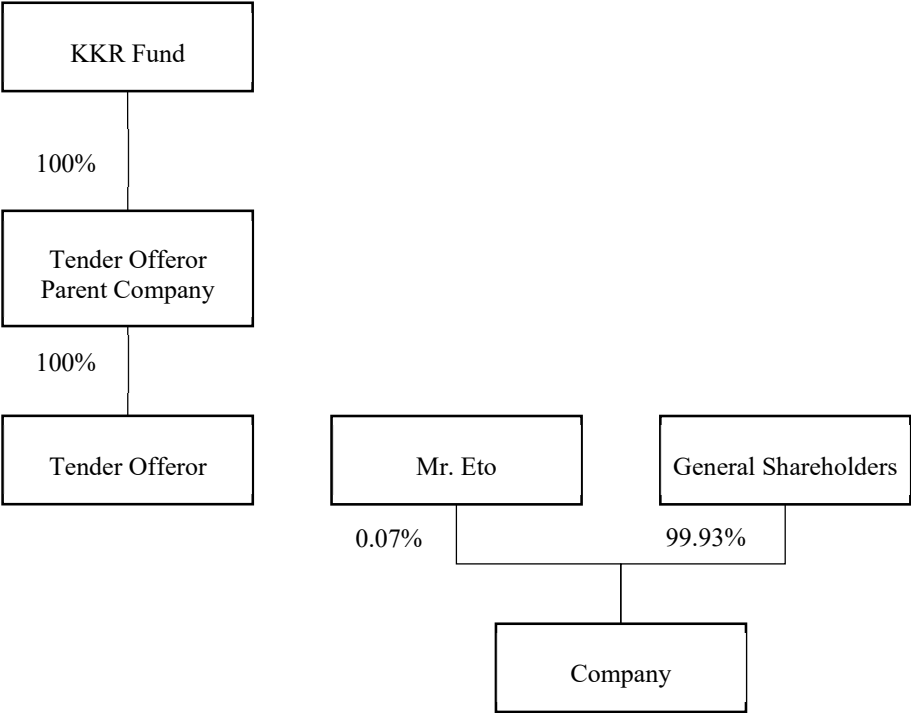 KKR Fund
100%
Tender Offeror
Parent Company
100%
Tender Offeror
Mr. Eto
General Shareholders
0.07%
99.93%
Company